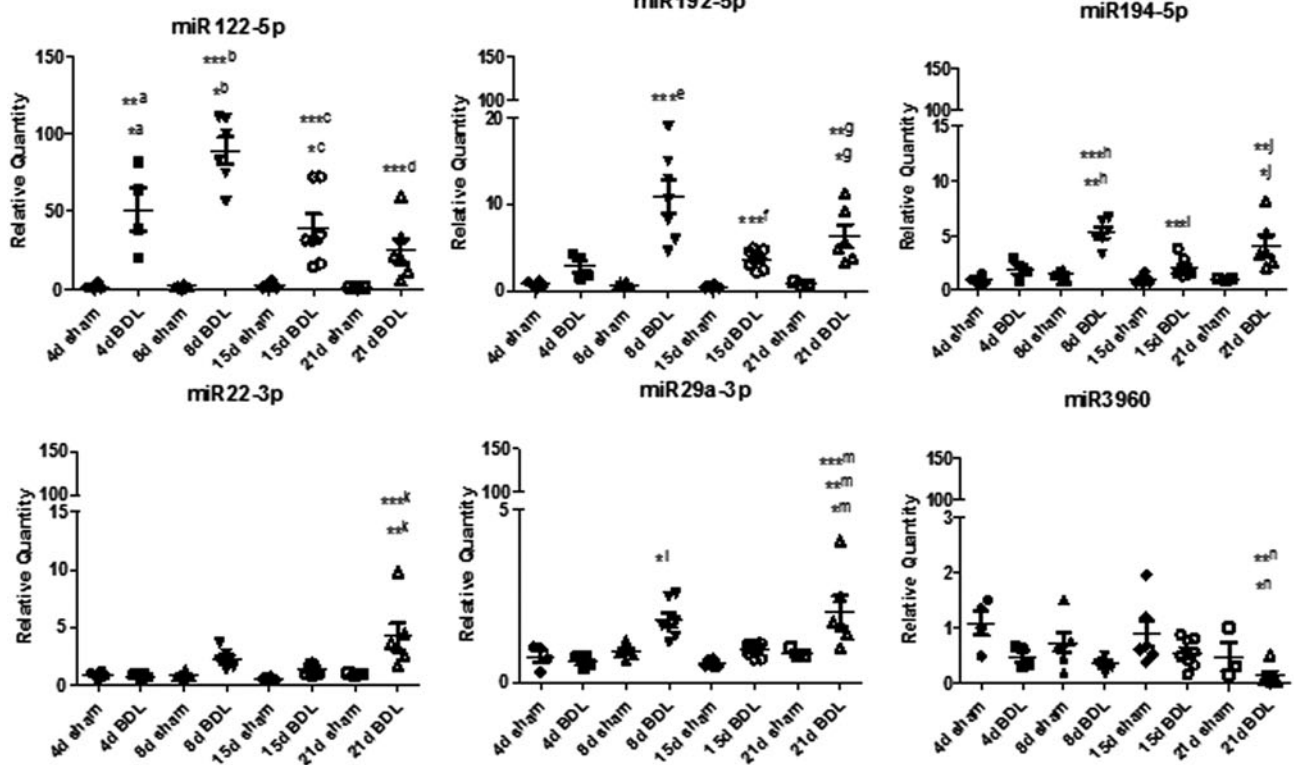 miR122-5p
Relative Quantity
150
100
50
0
**a
*a
***b
*b
***c
*c
***d
4d sham
4d BDL
8d sham
8d BDL
15d sham
15d BDL
21d sham
21d BDL
miR192-5p
Relative Quantity
150
100
20
10
0
***e
***f
**g
*g
4d sham
4d BDL
8d sham
8d BDL
15d sham
15d BDL
21d sham
21d BDL
miR194-5p
Relative Quantity
150
100
15
10
5
0
***h
**h
***I
**J
*J
4d sham
4d BDL
8d sham
8d BDL
15d sham
15d BDL
21d sham
21d BDL
miR22-3p
Relative Quantity
150
100
15
10
5
0
***k
**k
4d sham
4d BDL
8d sham
8d BDL
15d sham
15d BDL
21d sham
21d BDL
miR29a-3p
Relative Quantity
150
100
5
0
*l
***m
**m
*m
4d sham
4d BDL
8d sham
8d BDL
15d sham
15d BDL
21d sham
21d BDL
miR3960
Relative Quantity
150
100
3
2
1
0
**n
*n
4d sham
4d BDL
8d sham
8d BDL
15d sham
15d BDL
21d sham
21d BDL